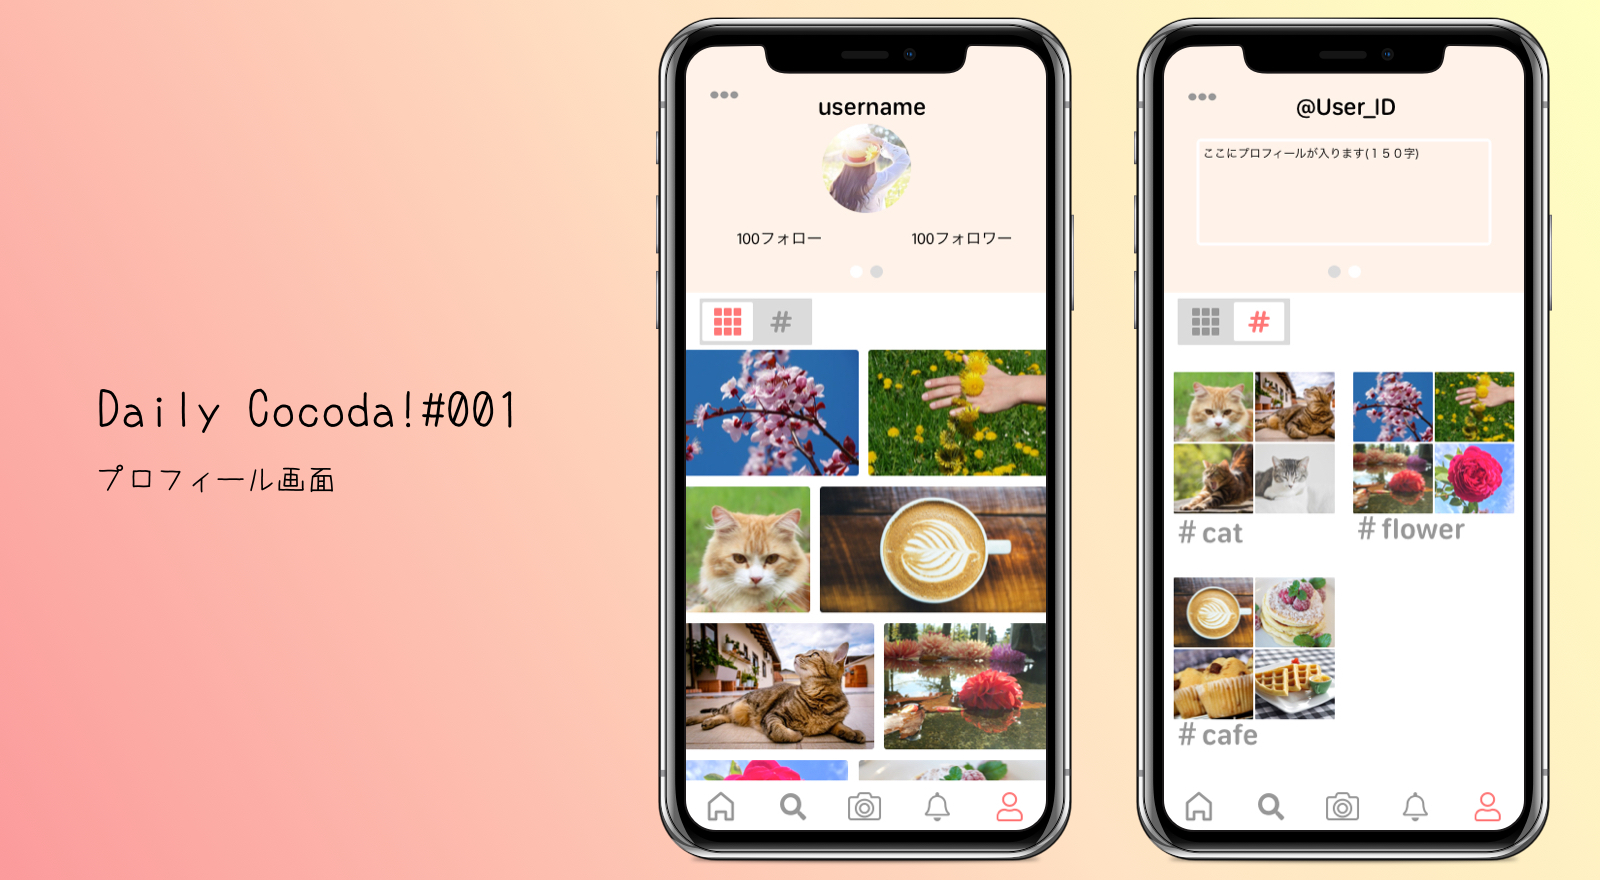 Daily Cocoda!#001
プロフィール画面
username
100フォロー 100フォロワー
#
@User_ID
ここにプロフィールが入ります(１５０字)
#
# cat
# flower
# cafe